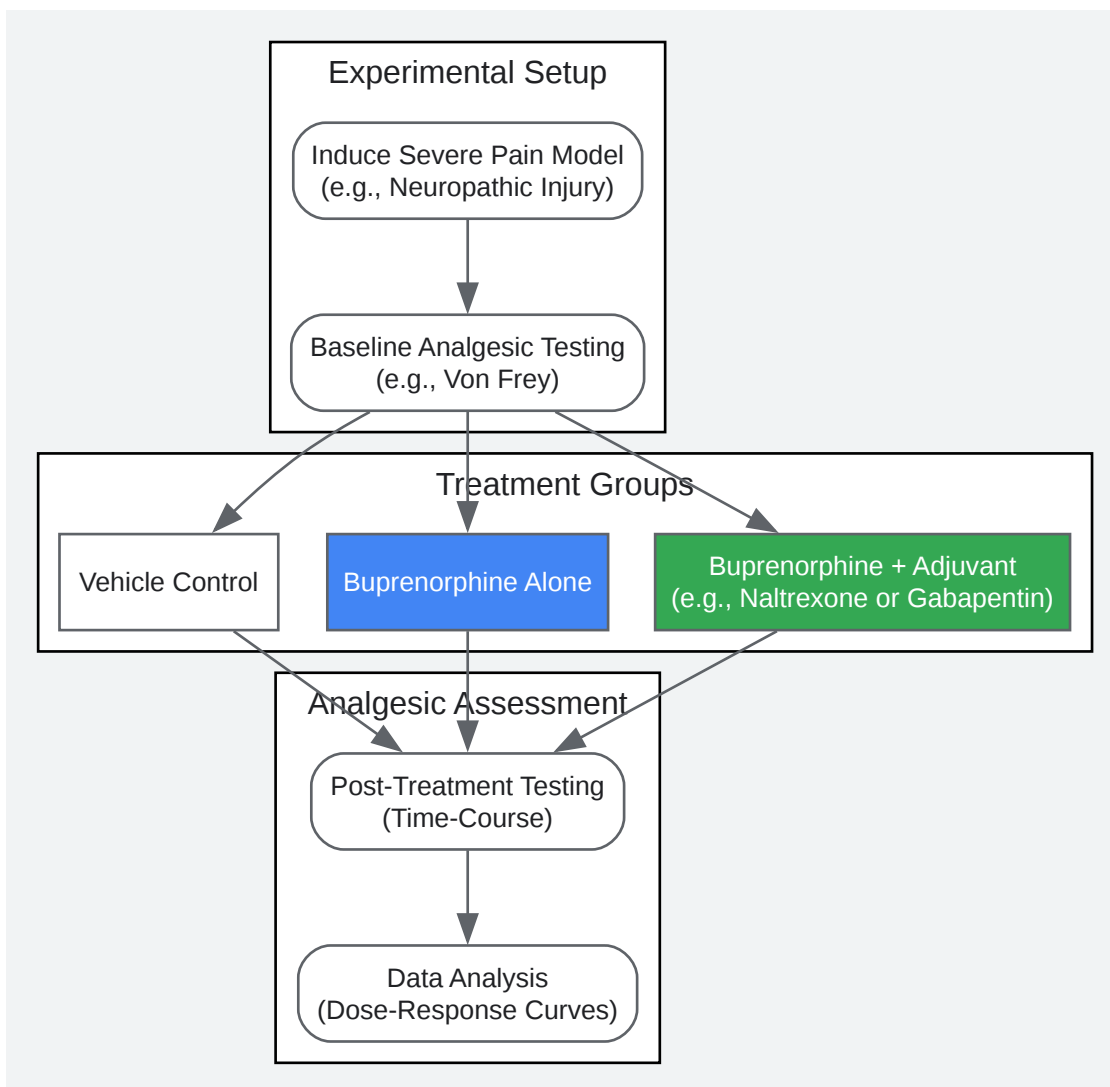 Experimental Setup
Induce Severe Pain Model
(e.g., Neuropathic Injury)
Baseline Analgesic Testing
(e.g., Von Frey)
Treatment Groups
Vehicle Control
Buprenorphine Alone
Buprenorphine + Adjuvant
(e.g., Naltrexone or Gabapentin)
Analgesic Assessment
Post-Treatment Testing
(Time-Course)
Data Analysis
(Dose-Response Curves)